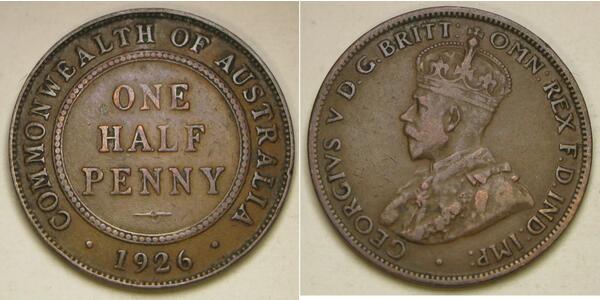 COMMONWEALTH OF AUSTRALIA
ONE
HALF
PENNY
· 1926 ·
GEORGIVS V D.G.BRITT: OMN: REX F.D.IND:IMP: